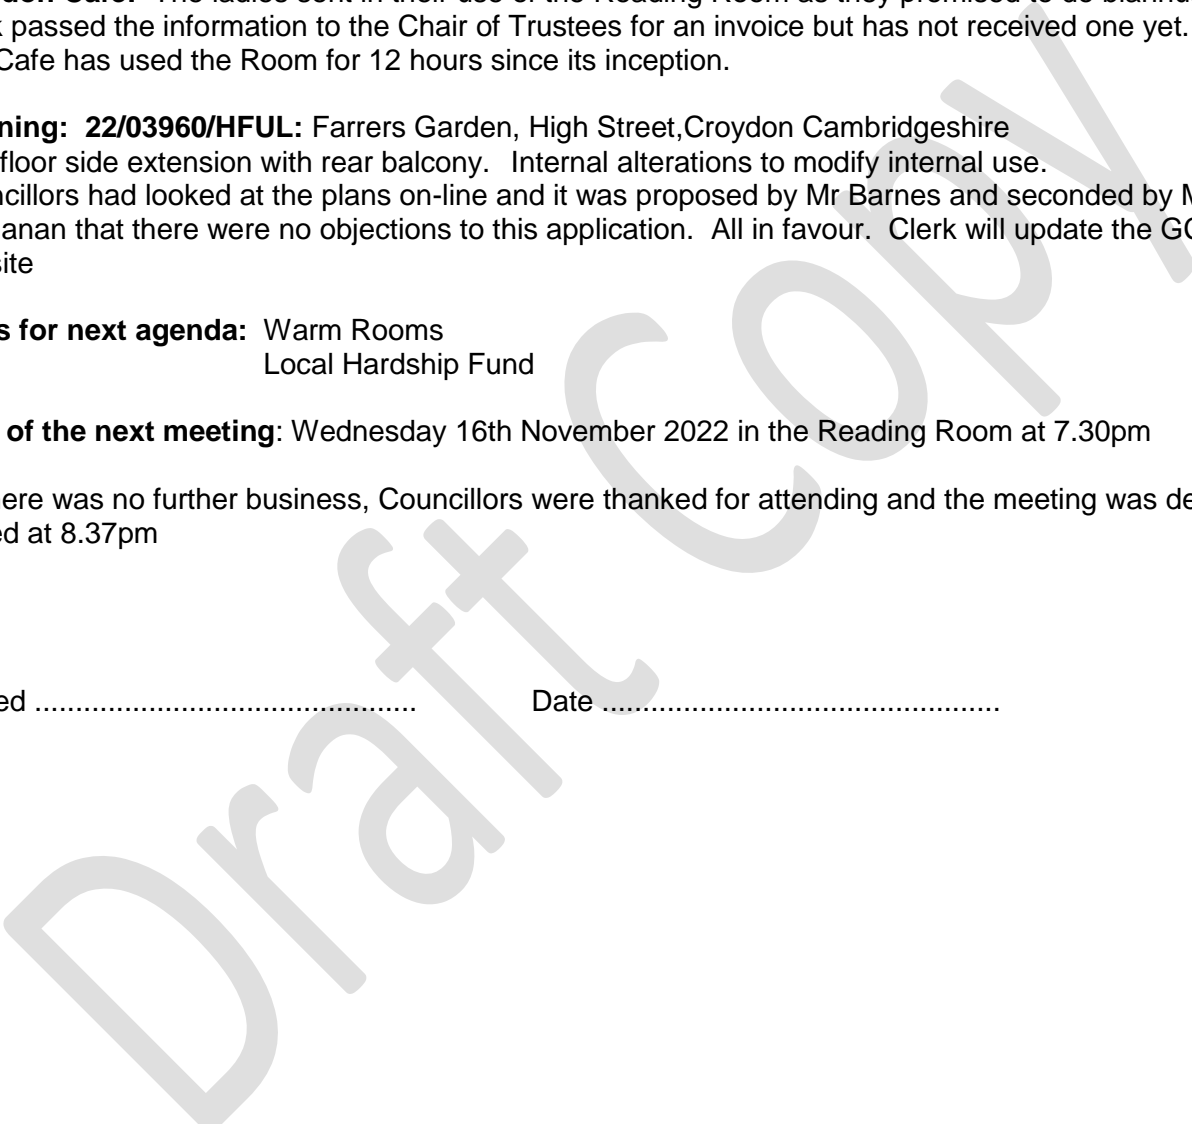 The ladies sent in their use of the Reading Room as they promised to do
passed the information to the Chair of Trustees for an invoice but has not received one yet.
Cafe has used the Room for 12 hours since its inception.
ning: 22/03960/HFUL: Farrers Garden, High Street,Croydon Cambridgeshire
floor side extension with rear balcony. Internal alterations to modify internal use.
ncillors had looked at the plans on-line and it was proposed by Mr Barnes and seconded by M
anan that there were no objections to this application. All in favour. Clerk will update the GC
site
s for next agenda: Warm Rooms
Local Hardship Fund
of the next meeting: Wednesday 16th November 2022 in the Reading Room at 7.30pm
here was no further business, Councillors were thanked for attending and the meeting was de
ed at 8.37pm
ed ............................................... Date .................................................
Draft Copy